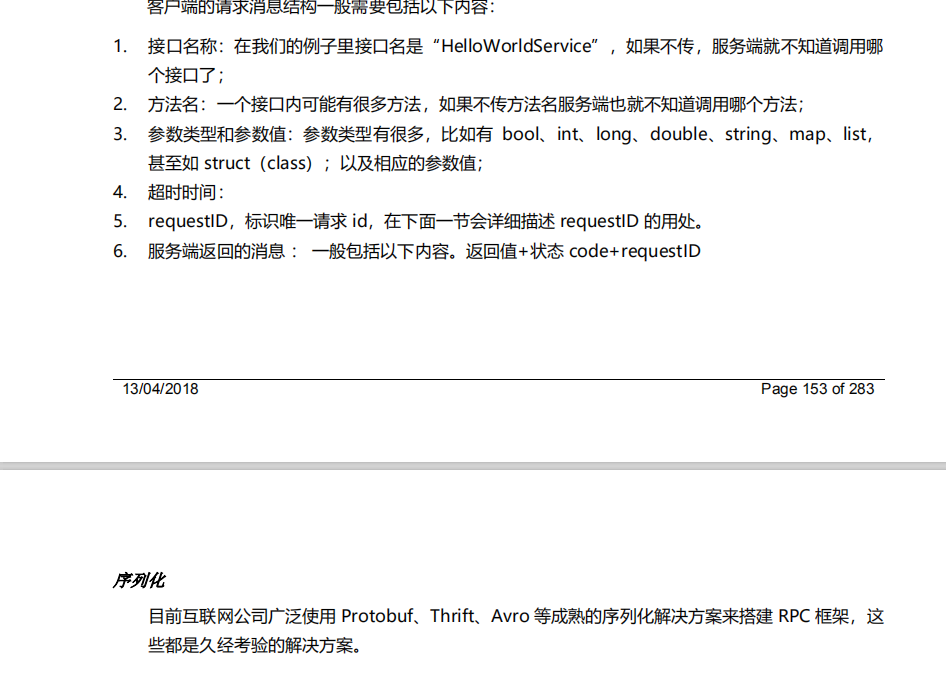 客户端的请求消息结构一般需要包括以下内容：
1. 接口名称：在我们的例子里接口名是“HelloWorldService”，如果不传，服务端就不知道调用哪
个接口了；
2. 方法名：一个接口内可能有很多方法，如果不传方法名服务端也就不知道调用哪个方法；
3. 参数类型和参数值：参数类型有很多，比如有 bool、int、long、double、string、map、list，
甚至如 struct（class）；以及相应的参数值；
4. 超时时间：
5. requestID，标识唯一请求 id，在下面一节会详细描述 requestID 的用处。
6. 服务端返回的消息 ： 一般包括以下内容。返回值+状态 code+requestID
13/04/2018 Page 153 of 283
序列化
目前互联网公司广泛使用 Protobuf、Thrift、Avro 等成熟的序列化解决方案来搭建 RPC 框架，这
些都是久经考验的解决方案。